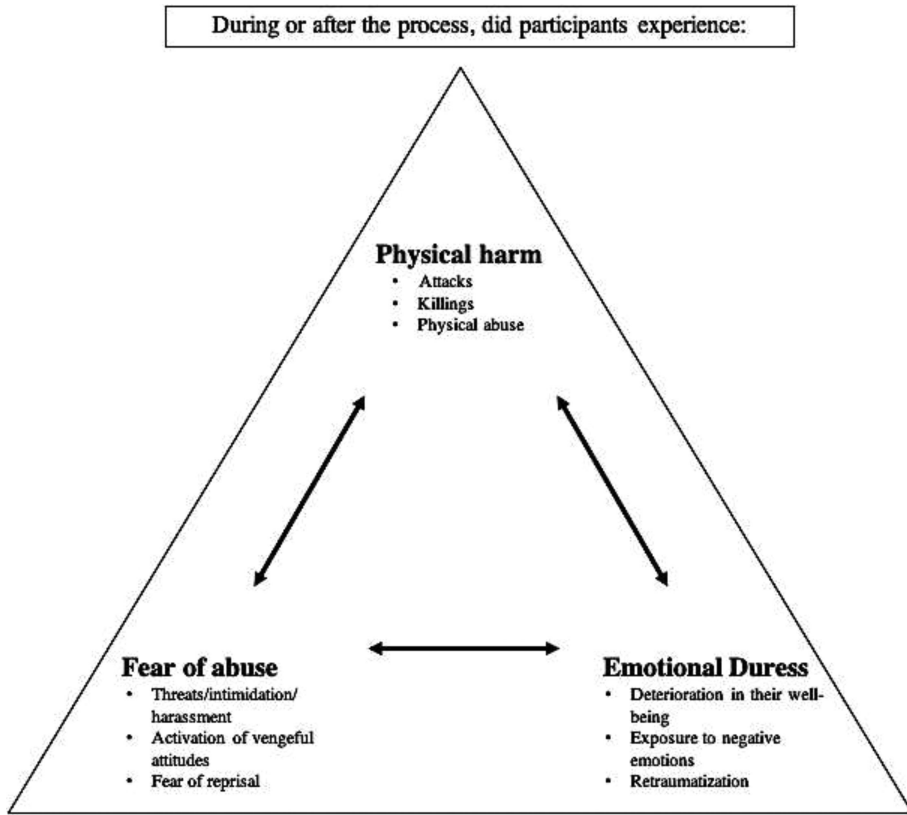 During or after the process, did participants experience:
Physical harm
• Attacks
• Killings
• Physical abuse
Fear of abuse
• Threats/intimidation/
harassment
• Activation of vengeful
attitudes
• Fear of reprisal
Emotional Duress
• Deterioration in their well-
being
• Exposure to negative
emotions
• Retraumatization